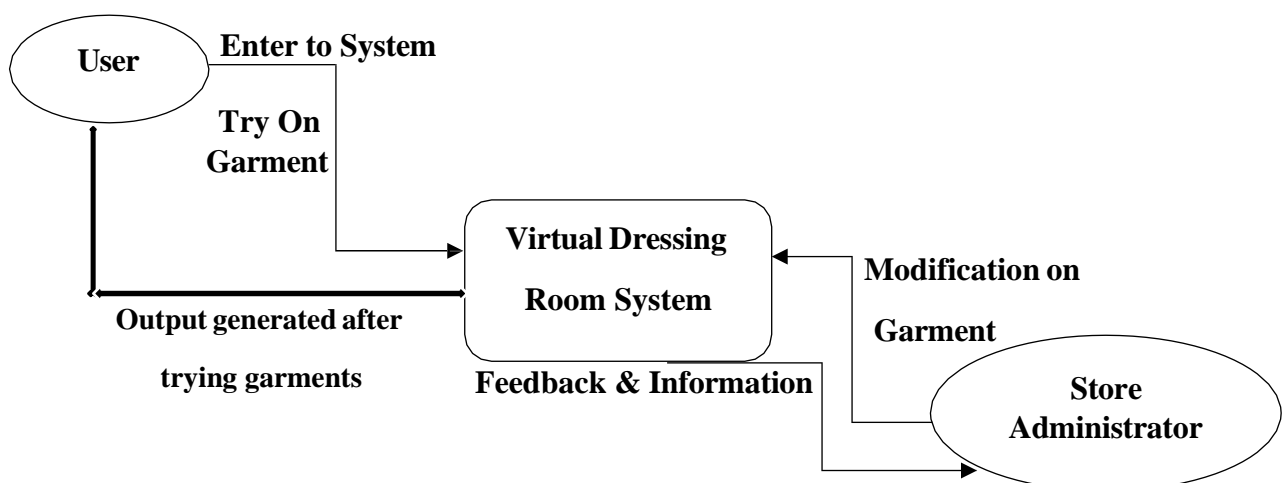 User
Enter to System
Try On
Garment
Virtual Dressing
Room System
Output generated after
trying garments
Feedback & Information
Modification on
Garment
Store
Administrator